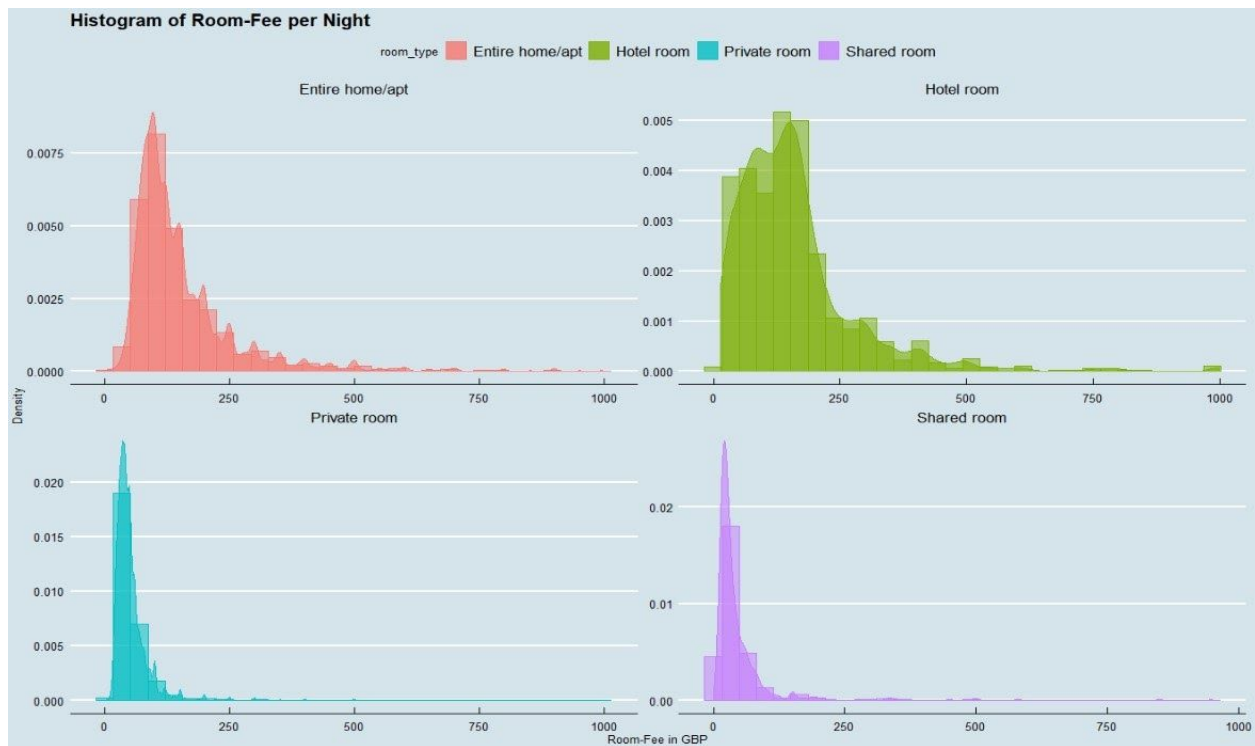 Histogram of Room-Fee per Night
room_type Entire home/apt Hotel room Private room Shared room
Entire home/apt
0.0075
0.0050
0.0025
0.0000
0 250 500 750 1000
Hotel room
0.005
0.004
0.003
0.002
0.001
0.000
0 250 500 750 1000
Density
Private room
0.020
0.015
0.010
0.005
0.000
0 250 500 750 1000
Shared room
0.02
0.01
0.00
0 250 500 750 1000
Room-Fee in GBP